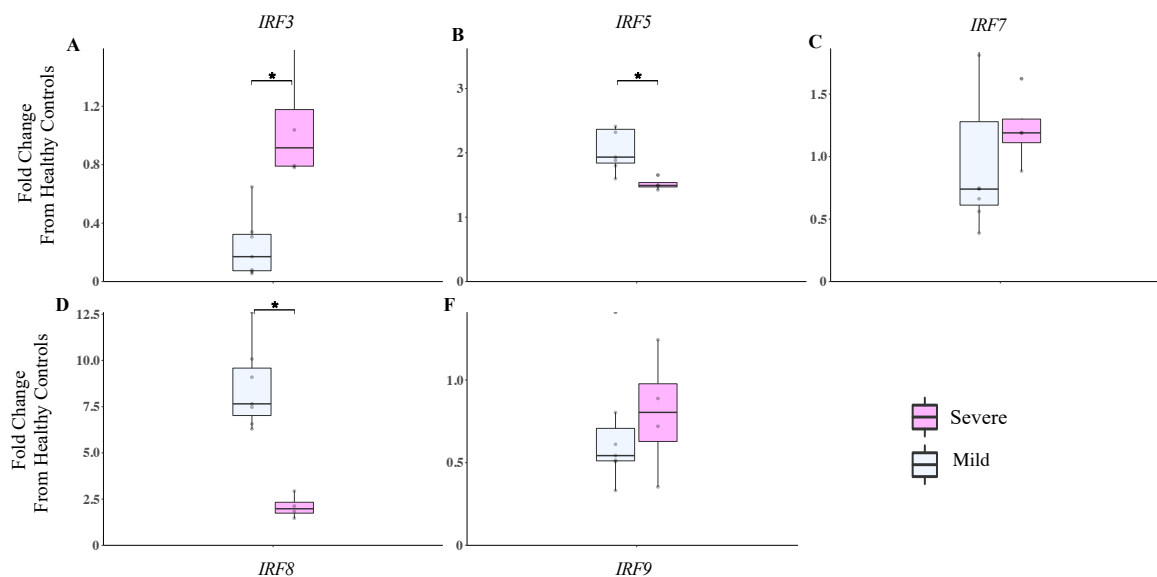 IRF3
IRF5
IRF7
A
B
C
Fold Change
From Healthy Controls
1.2
0.8
0.4
0
*
3
2
1
0
*
1.5
1.0
0.5
0
D
F
Fold Change
From Healthy Controls
12.5
10.0
7.5
5.0
2.5
0
*
1.0
0.5
0
Severe
Mild
IRF8
IRF9